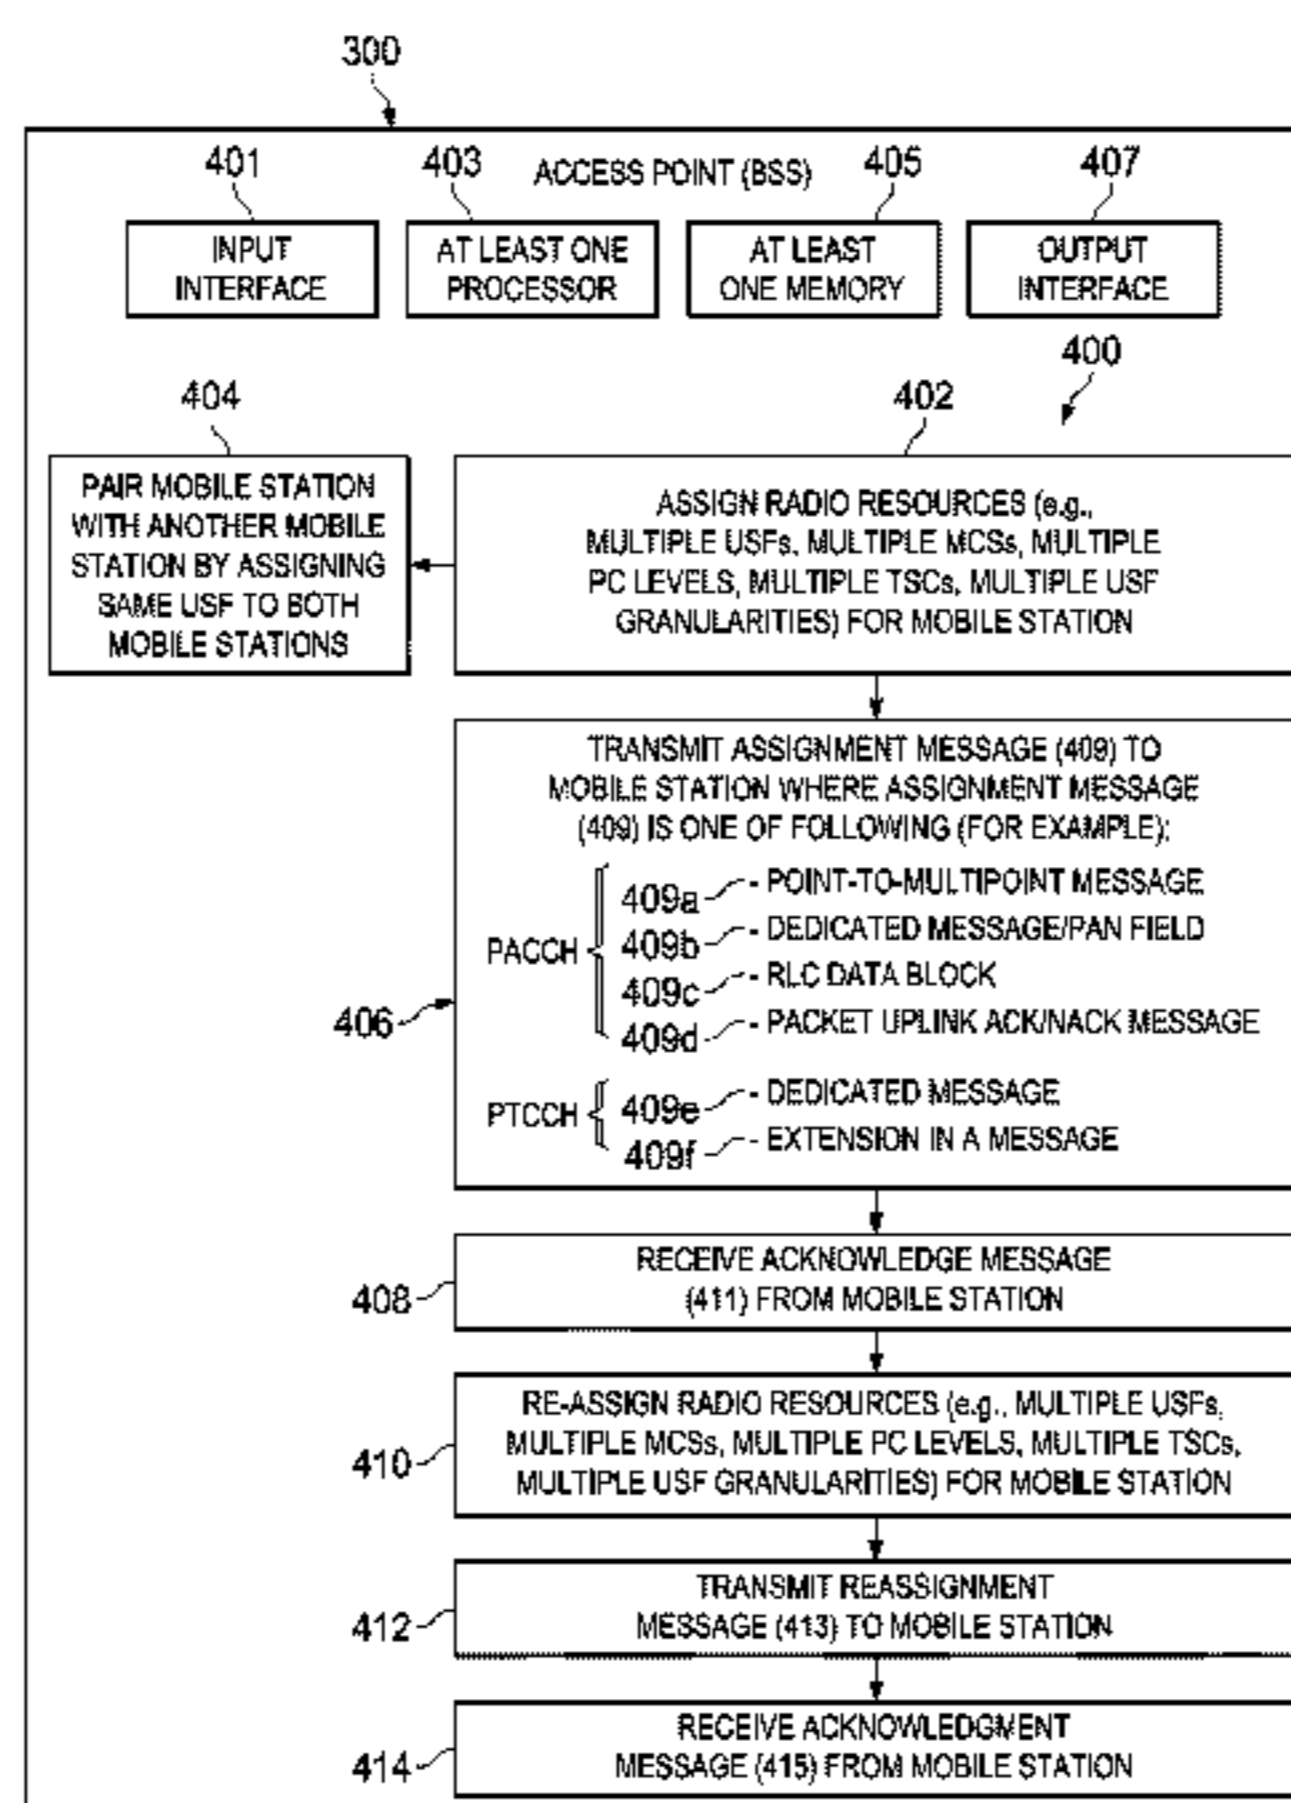 300
401
403
ACCESS POINT (BSS)
405
407
INPUT
INTERFACE
AT LEAST ONE
PROCESSOR
AT LEAST
ONE MEMORY
OUTPUT
INTERFACE
400
404
402
PAIR MOBILE STATION
WITH ANOTHER MOBILE
STATION BY ASSIGNING
SAME USF TO BOTH
MOBILE STATIONS
ASSIGN RADIO RESOURCES (e.g.,
MULTIPLE USFs, MULTIPLE MCSs, MULTIPLE
PC LEVELS, MULTIPLE TSCs, MULTIPLE USF
GRANULARITIES) FOR MOBILE STATION
406
TRANSMIT ASSIGNMENT MESSAGE (409) TO
MOBILE STATION WHERE ASSIGNMENT MESSAGE
(409) IS ONE OF FOLLOWING (FOR EXAMPLE):
PACCH
409a - POINT-TO-MULTIPOINT MESSAGE
409b - DEDICATED MESSAGE/PAN FIELD
409c - RLC DATA BLOCK
409d - PACKET UPLINK ACK/NACK MESSAGE
PTCCH
409e - DEDICATED MESSAGE
409f - EXTENSION IN A MESSAGE
408
RECEIVE ACKNOWLEDGE MESSAGE
(411) FROM MOBILE STATION
410
RE-ASSIGN RADIO RESOURCES (e.g., MULTIPLE USFs,
MULTIPLE MCSs, MULTIPLE PC LEVELS, MULTIPLE TSCs,
MULTIPLE USF GRANULARITIES) FOR MOBILE STATION
412
TRANSMIT REASSIGNMENT
MESSAGE (413) TO MOBILE STATION
414
RECEIVE ACKNOWLEDGMENT
MESSAGE (415) FROM MOBILE STATION